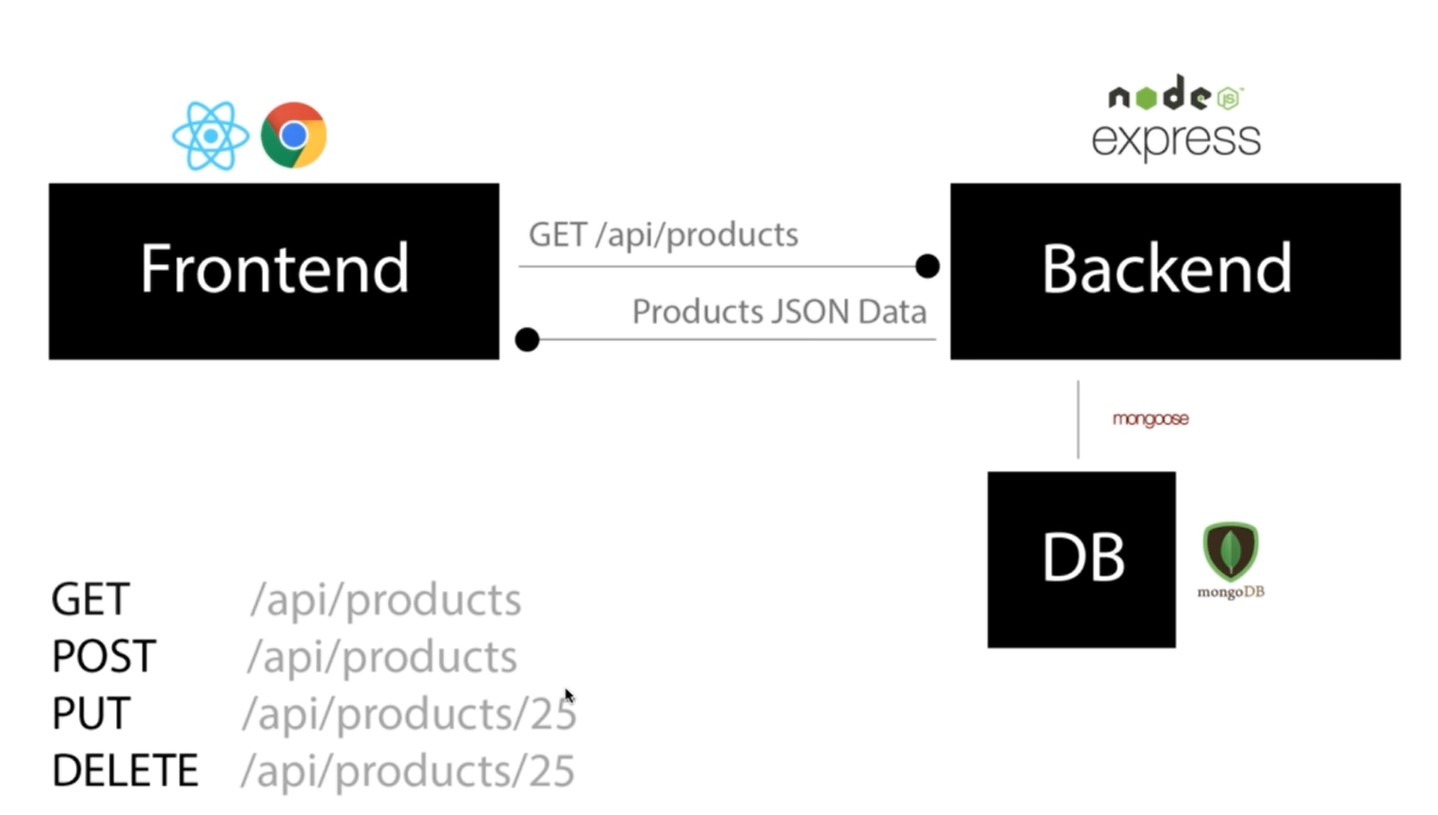 node JS
express
Frontend
GET /api/products
Backend
Products JSON Data
mongoose
DB
mongoDB
GET /api/products
POST /api/products
PUT /api/products/25
DELETE /api/products/25